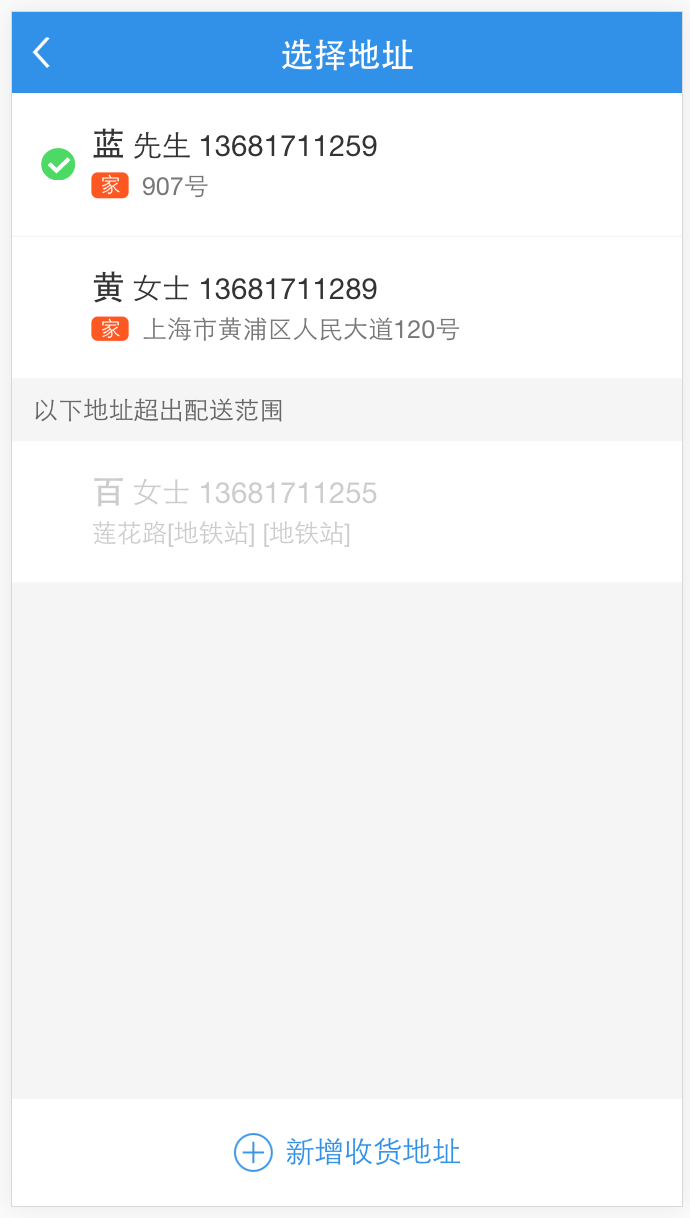 选择地址
蓝 先生 13681711259
家 907号
黄 女士 13681711289
家 上海市黄浦区人民大道120号
以下地址超出配送范围
百 女士 13681711255
莲花路[地铁站] [地铁站]
新增收货地址